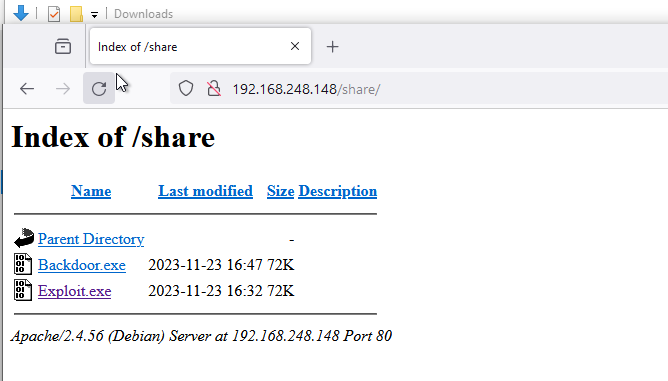 Downloads
Index of /share
192.168.248.148/share/
Index of /share
Name Last modified Size Description
Parent Directory -
Backdoor.exe 2023-11-23 16:47 72K
Exploit.exe 2023-11-23 16:32 72K
Apache/2.4.56 (Debian) Server at 192.168.248.148 Port 80